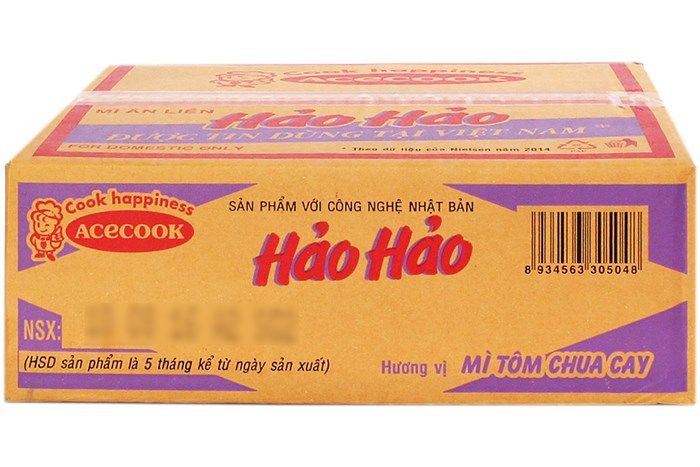 Cook happiness
ACECOOK
MÌ ĂN LIỀN
Hảo Hảo
ĐƯỢC TIN DÙNG TẠI VIỆT NAM *
FOR DOMESTIC ONLY
* Theo dữ liệu của Nielsen năm 2014
Cook happiness
ACECOOK
SẢN PHẨM VỚI CÔNG NGHỆ NHẬT BẢN
Hảo Hảo
8 934563 305048
NSX:
(HSD sản phẩm là 5 tháng kể từ ngày sản xuất)
Hương vị MÌ TÔM CHUA CAY